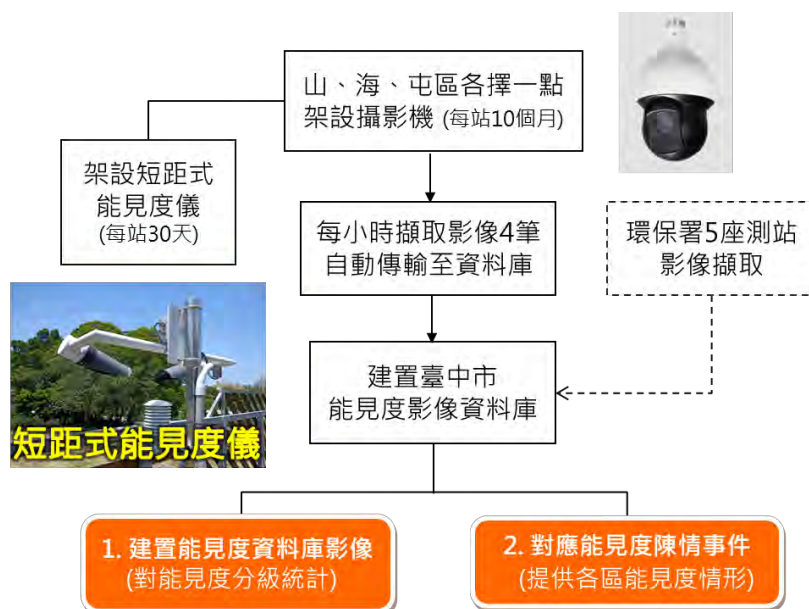 山、海、屯區各擇一點
架設攝影機 (每站10個月)
架設短距式
能見度儀
(每站30天)
每小時擷取影像4筆
自動傳輸至資料庫
環保署5座測站
影像擷取
建置臺中市
能見度影像資料庫
短距式能見度儀
1. 建置能見度資料庫影像
(對能見度分級統計)
2. 對應能見度陳情事件
(提供各區能見度情形)